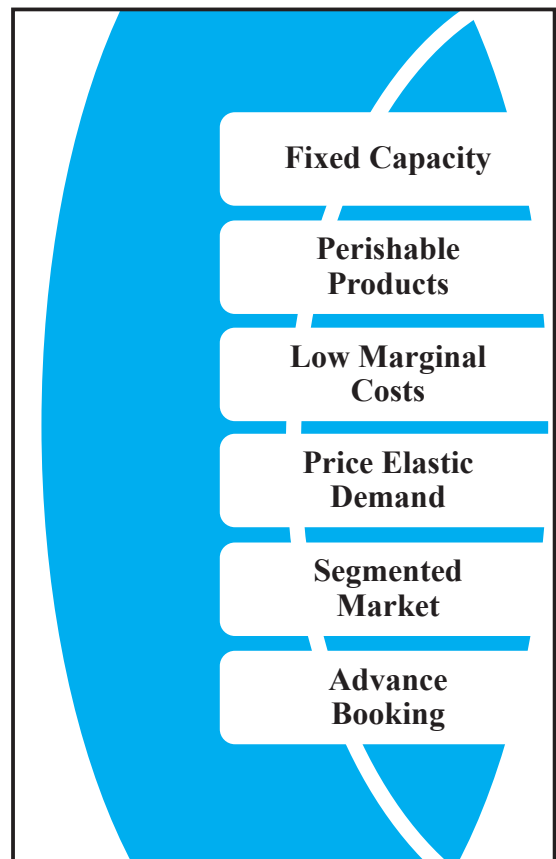 Fixed Capacity
Perishable
Products
Low Marginal
Costs
Price Elastic
Demand
Segmented
Market
Advance
Booking